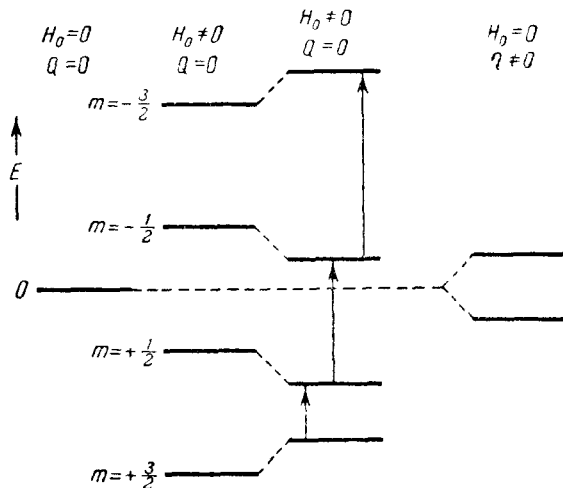 H₀=0
Q=0
H₀≠0
Q=0
H₀≠0
Q=0
H₀=0
η≠0
m=-3/2
E
m=-1/2
0
m=+1/2
m=+3/2